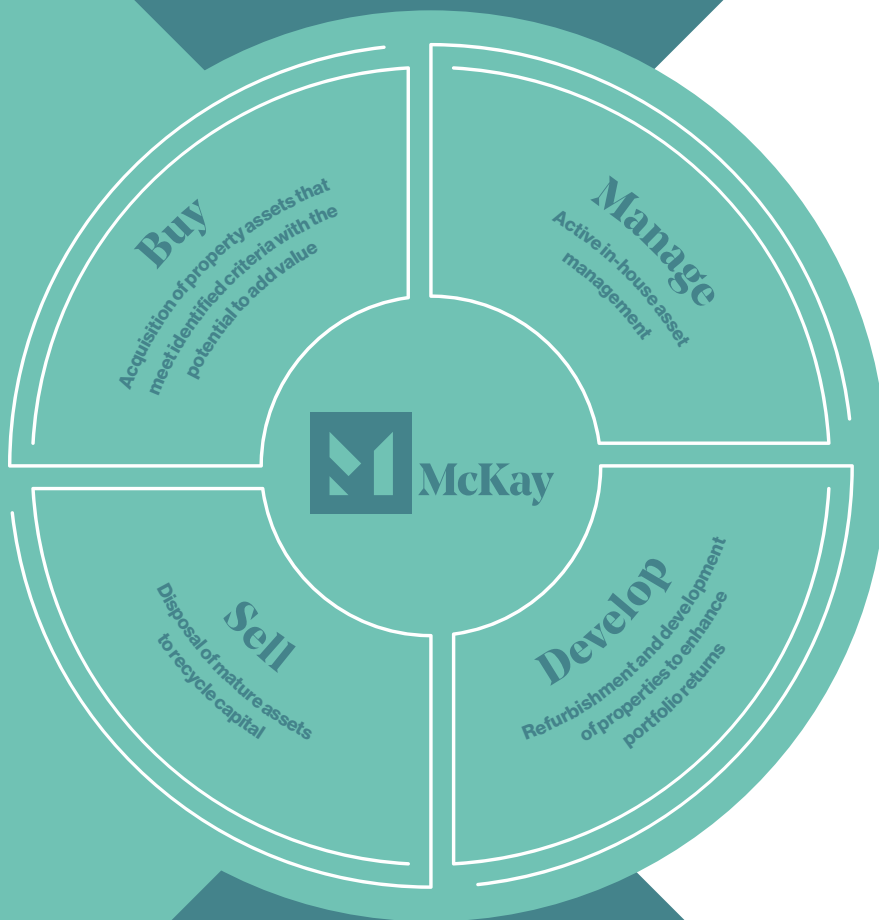 Buy
Acquisition of property assets that
meet identified criteria with the
potential to add value
Manage
Active in-house asset
management
McKay
Sell
Disposal of mature assets
to recycle capital
Develop
Refurbishment and development
of properties to enhance
portfolio returns